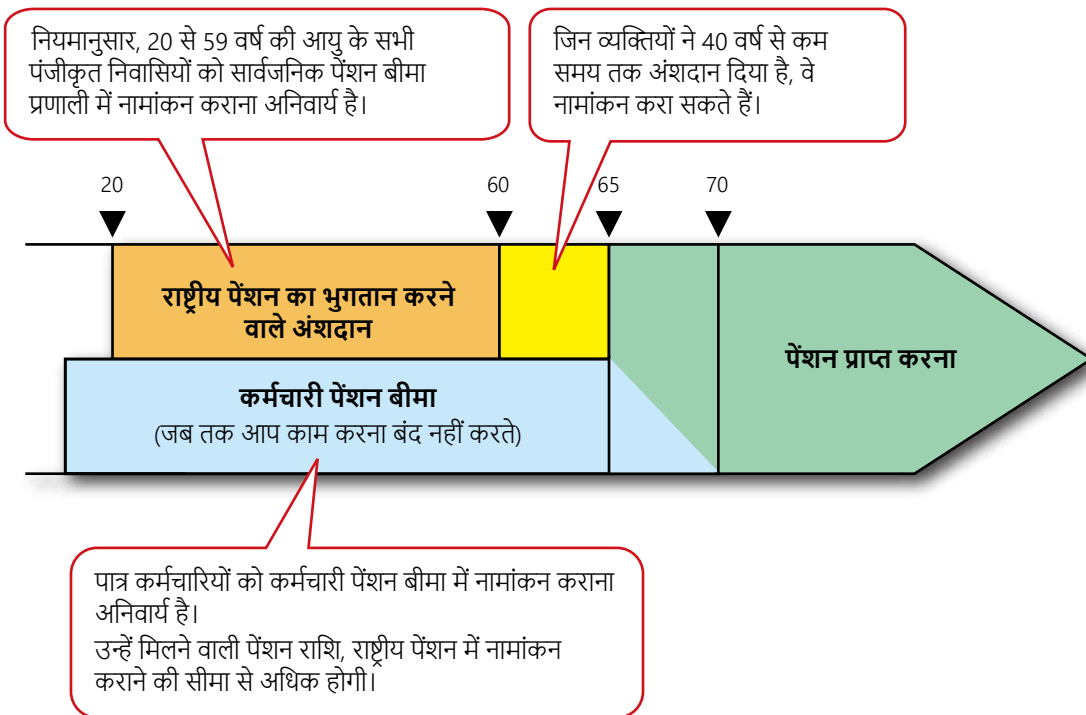 नियमानुसार, 20 से 59 वर्ष की आयु के सभी
पंजीकृत निवासियों को सार्वजनिक पेंशन बीमा
प्रणाली में नामांकन कराना अनिवार्य है।
जिन व्यक्तियों ने 40 वर्ष से कम
समय तक अंशदान दिया है, वे
नामांकन करा सकते हैं।
20
60
65
70
राष्ट्रीय पेंशन का भुगतान करने
वाले अंशदान
पेंशन प्राप्त करना
कर्मचारी पेंशन बीमा
(जब तक आप काम करना बंद नहीं करते)
पात्र कर्मचारियों को कर्मचारी पेंशन बीमा में नामांकन कराना
अनिवार्य है।
उन्हें मिलने वाली पेंशन राशि, राष्ट्रीय पेंशन में नामांकन
कराने की सीमा से अधिक होगी।